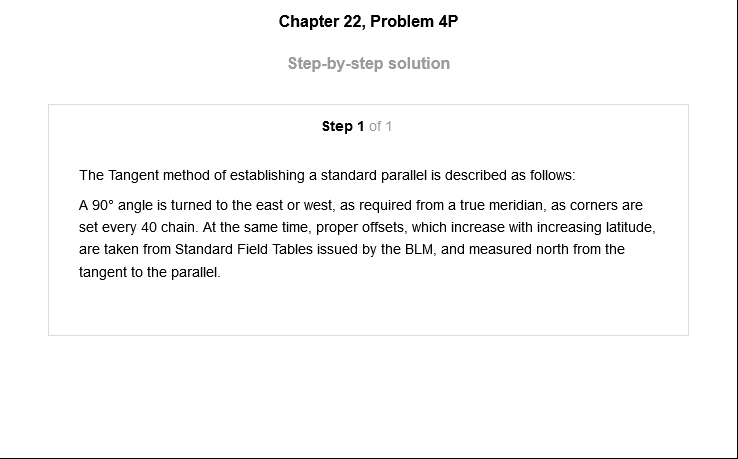 Chapter 22, Problem 4P
Step-by-step solution
Step 1 of 1
The Tangent method of establishing a standard parallel is described as follows:
A 90° angle is turned to the east or west, as required from a true meridian, as corners are
set every 40 chain. At the same time, proper offsets, which increase with increasing latitude,
are taken from Standard Field Tables issued by the BLM, and measured north from the
tangent to the parallel.